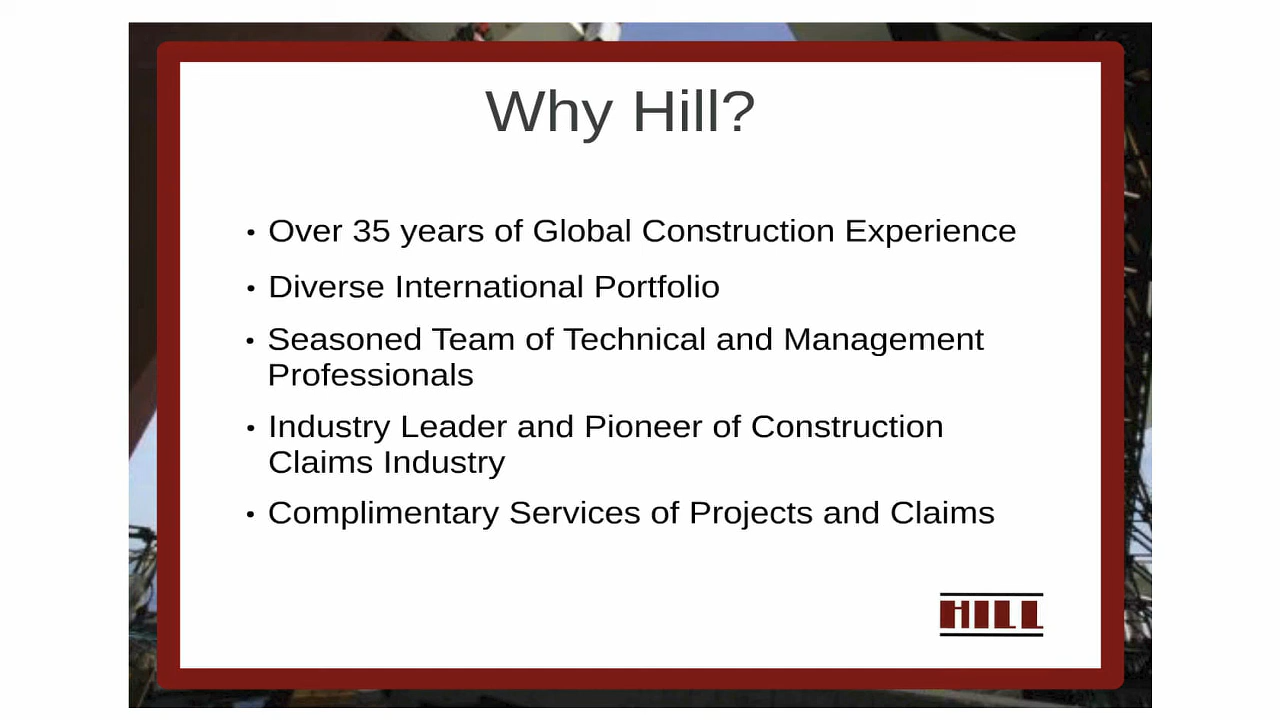 Why Hill?
• Over 35 years of Global Construction Experience
• Diverse International Portfolio
• Seasoned Team of Technical and Management
Professionals
• Industry Leader and Pioneer of Construction
Claims Industry
• Complimentary Services of Projects and Claims
HILL